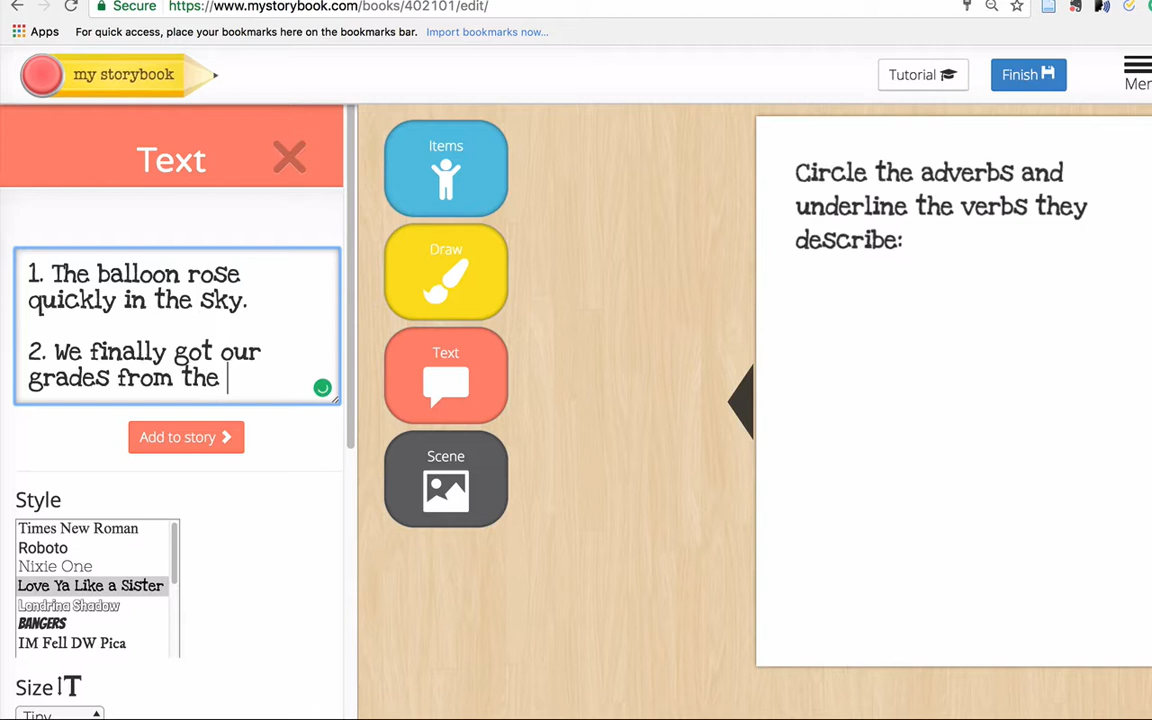 Secure https://www.mystorybook.com/books/402101/edit/
Apps For quick access, place your bookmarks here on the bookmarks bar. Import bookmarks now...
my storybook
Tutorial
Finish
Text
Items
Circle the adverbs and
underline the verbs they
describe:
Draw
1. The balloon rose
quickly in the sky.
2. We finally got our
grades from the
Text
Add to story
Scene
Style
Times New Roman
Roboto
Nixie One
Love Ya Like a Sister
Londrina Shadow
BANGERS
IM Fell DW Pica
Size
Tiny